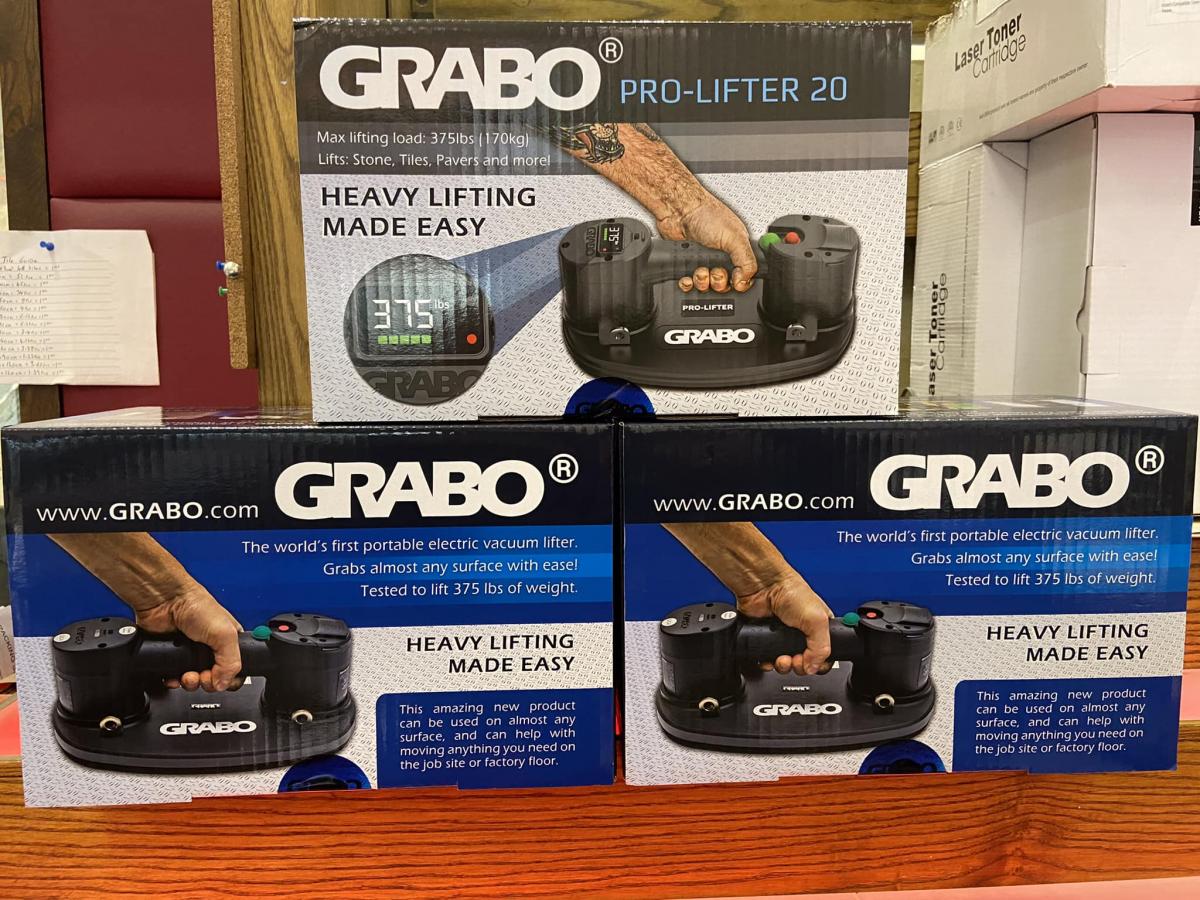 GRABO®
PRO-LIFTER 20
Max lifting load: 375lbs (170kg)
Lifts: Stone, Tiles, Pavers and more!
HEAVY LIFTING
MADE EASY
375 lbs
GRABO
PRO-LIFTER
GRABO
Laser Toner
Cartridge
aser Toner
Cartridge
Tile Guide
www.GRABO.com
GRABO®
The world's first portable electric vacuum lifter.
Grabs almost any surface with ease!
Tested to lift 375 lbs of weight.
HEAVY LIFTING
MADE EASY
GRABO
This amazing new product
can be used on almost any
surface, and can help with
moving anything you need on
the job site or factory floor.
www.GRABO.com
GRABO®
The world's first portable electric vacuum lifter.
Grabs almost any surface with ease!
Tested to lift 375 lbs of weight.
HEAVY LIFTING
MADE EASY
GRABO
This amazing new product
can be used on almost any
surface, and can help with
moving anything you need on
the job site or factory floor.